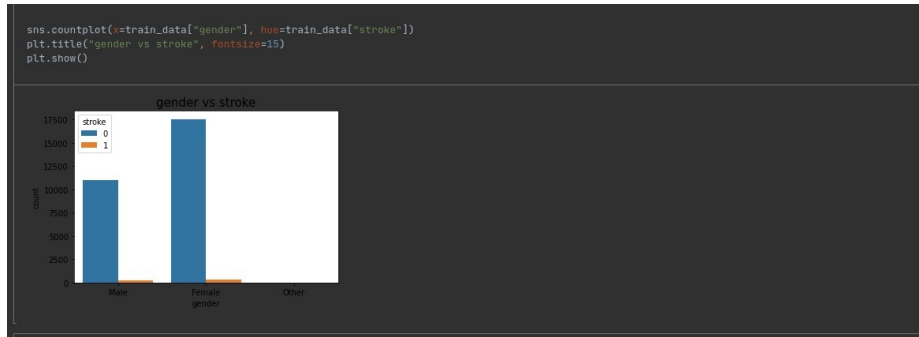 sns.countplot(x=train_data["gender"], hue=train_data["stroke"])
plt.title("gender vs stroke", fontsize=15)
plt.show()
gender vs stroke
stroke
0
1
17500
15000
12500
10000
7500
5000
2500
0
count
Male Female Other
gender